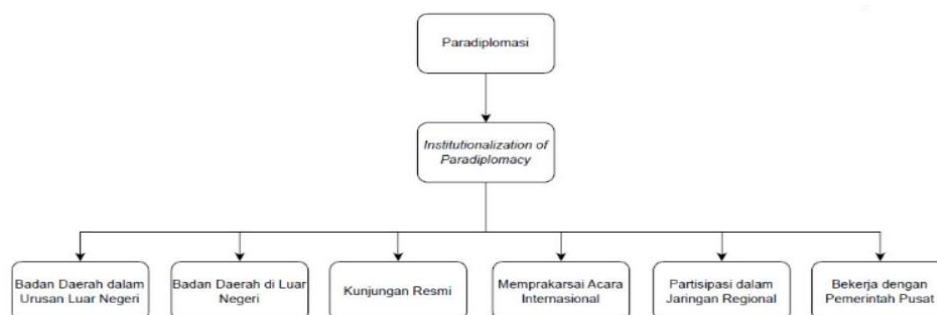 Paradiplomasi
Institutionalization of
Paradiplomacy
Badan Daerah dalam
Urusan Luar Negeri
Badan Daerah di Luar
Negeri
Kunjungan Resmi
Memprakarsai Acara
Internasional
Partisipasi dalam
Jaringan Regional
Bekerja dengan
Pemerintah Pusat